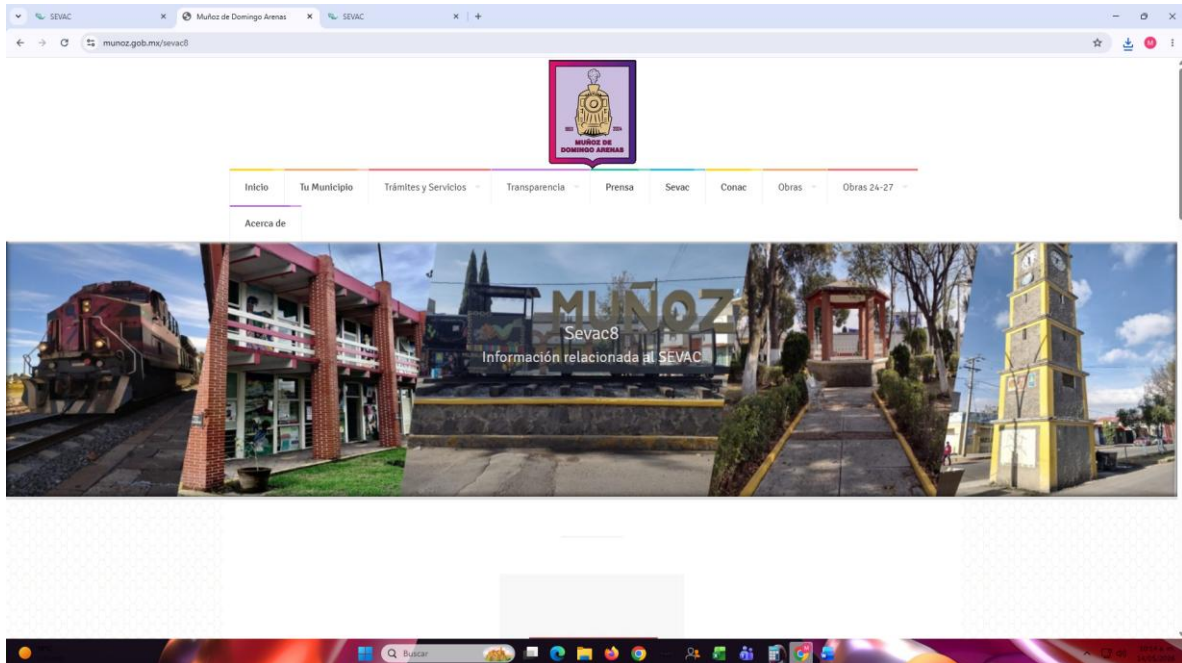 SEVAC
Muñoz de Domingo Arenas
SEVAC
munoz.gob.mx/sevac8
MUÑOZ DE
DOMINGO ARENAS
Inicio Tu Municipio Trámites y Servicios Transparencia Prensa Sevac Conac Obras Obras 24-27
Acerca de
MUÑOZ
Sevac8
Información relacionada al SEVAC
Buscar